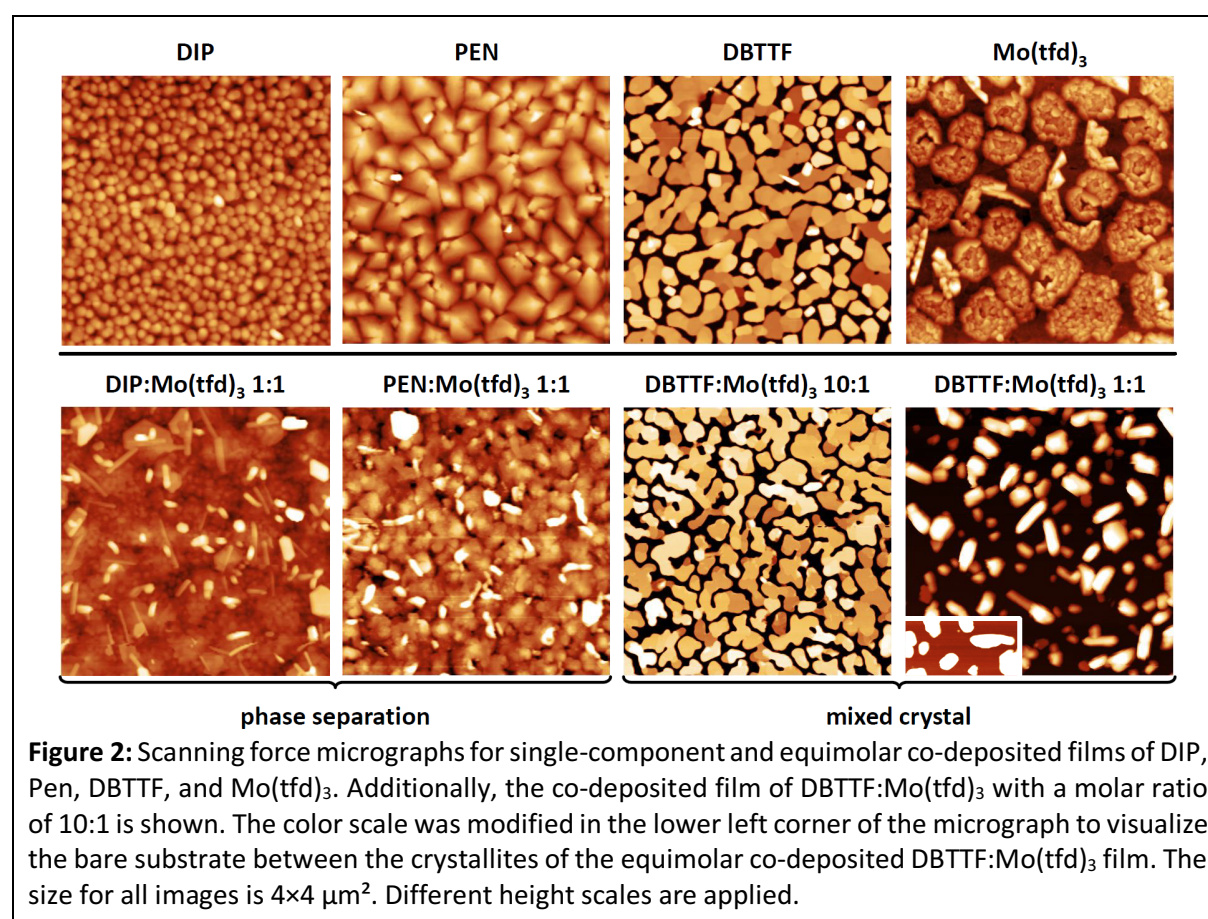 DIP PEN DBTTF Mo(tfd)₃
DIP:Mo(tfd)₃ 1:1 PEN:Mo(tfd)₃ 1:1 DBTTF:Mo(tfd)₃ 10:1 DBTTF:Mo(tfd)₃ 1:1
phase separation mixed crystal
Figure 2: Scanning force micrographs for single-component and equimolar co-deposited films of DIP,
Pen, DBTTF, and Mo(tfd)₃. Additionally, the co-deposited film of DBTTF:Mo(tfd)₃ with a molar ratio
of 10:1 is shown. The color scale was modified in the lower left corner of the micrograph to visualize
the bare substrate between the crystallites of the equimolar co-deposited DBTTF:Mo(tfd)₃ film. The
size for all images is 4×4 μm². Different height scales are applied.